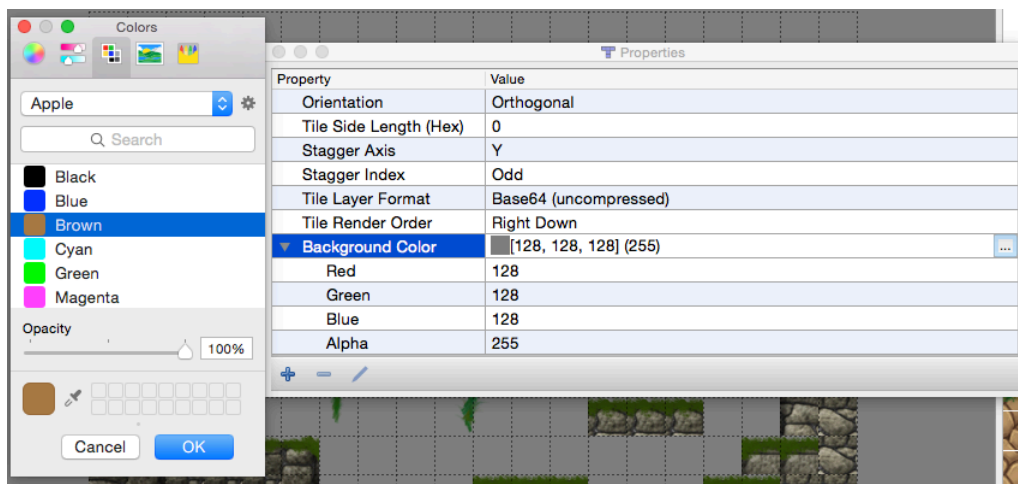 Colors
Apple
Search
Black
Blue
Brown
Cyan
Green
Magenta
Opacity
100%
Cancel OK
Properties
Property Value
Orientation Orthogonal
Tile Side Length (Hex) 0
Stagger Axis Y
Stagger Index Odd
Tile Layer Format Base64 (uncompressed)
Tile Render Order Right Down
Background Color [128, 128, 128] (255) ...
Red 128
Green 128
Blue 128
Alpha 255